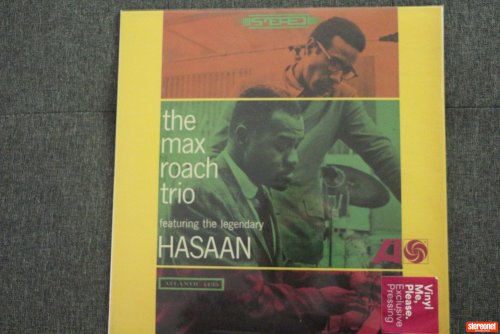 STEREO
the
max
roach
trio
featuring the legendary
HASAAN
ATLANTIC 1435
Vinyl
Me,
Please.
Exclusive
Pressing
stereonet